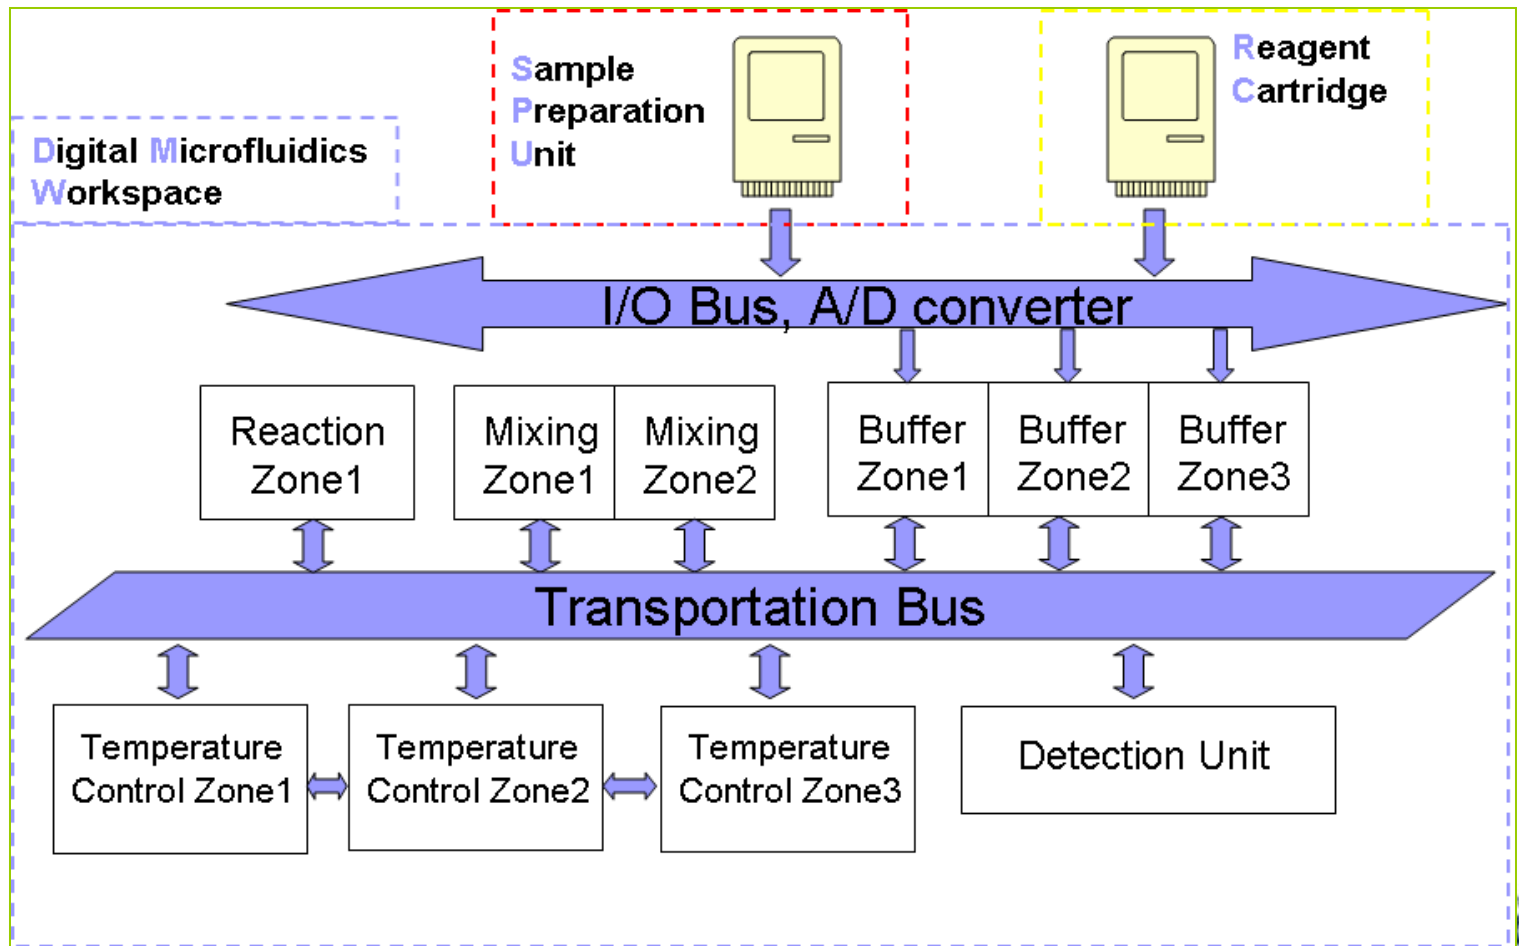 Sample
Preparation
Unit
Reagent
Cartridge
Digital Microfluidics
Workspace
I/O Bus, A/D converter
Reaction
Zone1
Mixing
Zone1
Mixing
Zone2
Buffer
Zone1
Buffer
Zone2
Buffer
Zone3
Transportation Bus
Temperature
Control Zone1
Temperature
Control Zone2
Temperature
Control Zone3
Detection Unit